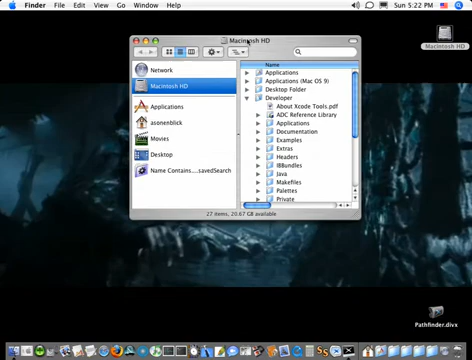 Finder File Edit View Go Window Help
Sun 5:22 PM
Macintosh HD
Macintosh HD
Network
Macintosh HD
Applications
asonenblick
Movies
Desktop
Name Contains....savedSearch
Name
Applications
Applications (Mac OS 9)
Desktop Folder
Developer
About Xcode Tools.pdf
ADC Reference Library
Applications
Documentation
Examples
Extras
Headers
IBBundles
Java
Makefiles
Palettes
Private
27 items, 20.67 GB available
Pathfinder.divx